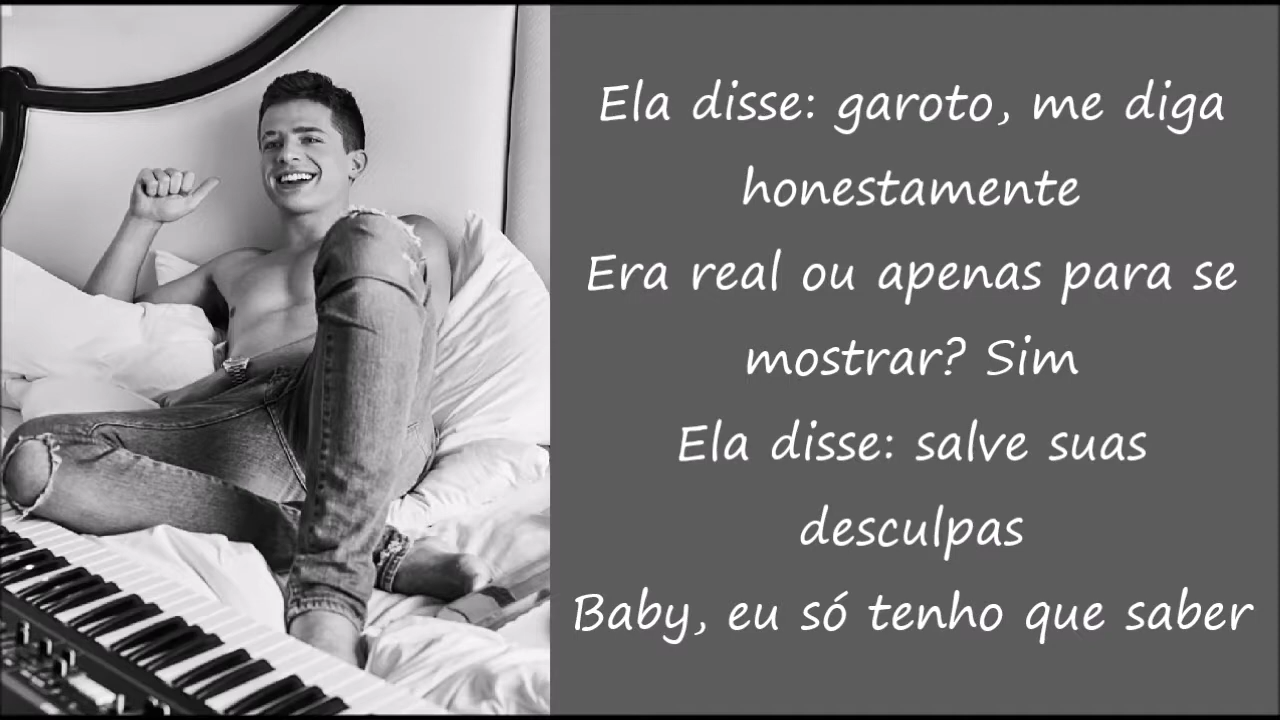 Ela disse: garoto, me diga
honestamente
Era real ou apenas para se
mostrar? Sim
Ela disse: salve suas
desculpas
Baby, eu só tenho que saber